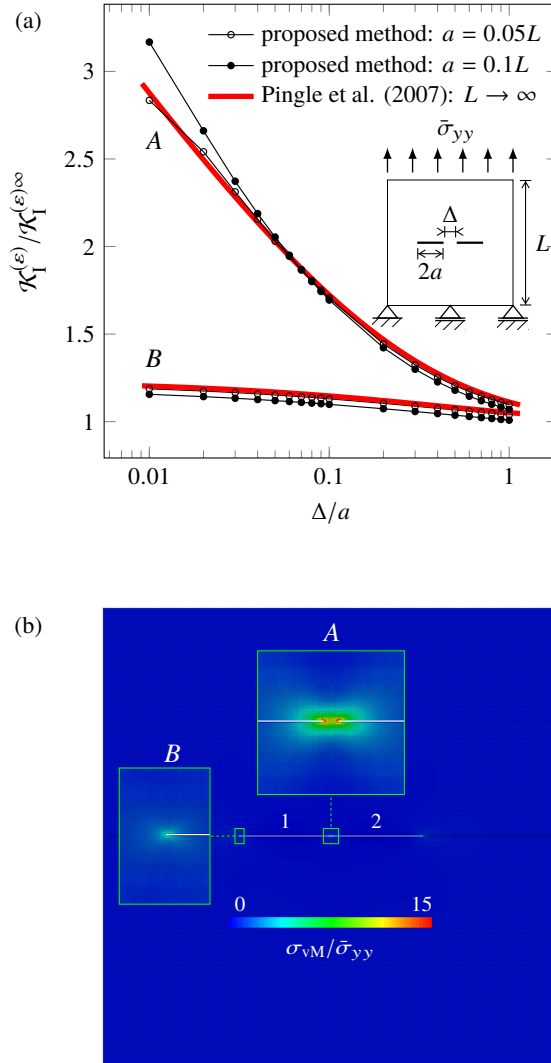 (a)
proposed method: a = 0.05L
proposed method: a = 0.1L
Pingle et al. (2007): L → ∞
3
2.5
2
1.5
1
A
B
σ̄yy
Δ
2a
L
𝒦I(ε)/𝒦I(ε)∞
0.01
0.1
1
Δ/a
(b)
A
B
1
2
0
15
σvM/σ̄yy